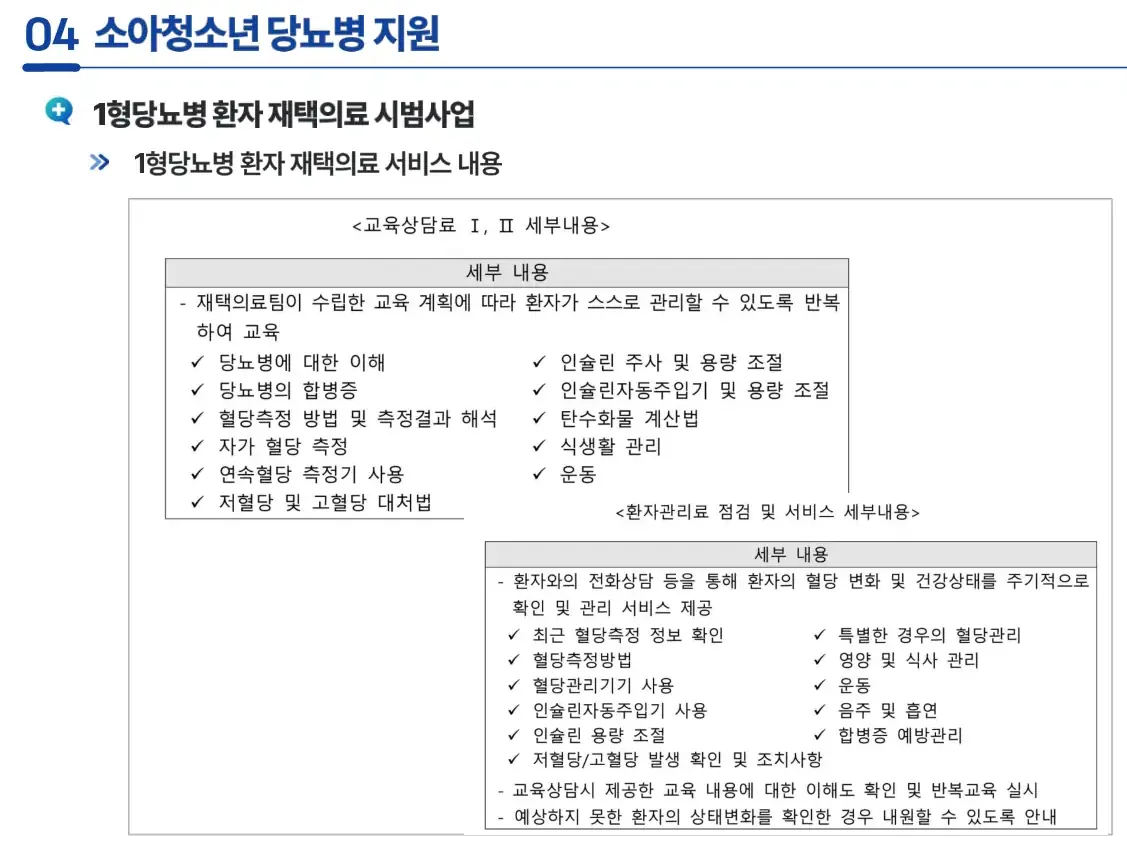 04 소아청소년 당뇨병 지원
1형당뇨병 환자 재택의료 시범사업
1형당뇨병 환자 재택의료 서비스 내용
<교육상담료 Ⅰ, Ⅱ 세부내용>
세부 내용
- 재택의료팀이 수립한 교육 계획에 따라 환자가 스스로 관리할 수 있도록 반복
하여 교육
✓ 당뇨병에 대한 이해
✓ 당뇨병의 합병증
✓ 혈당측정 방법 및 측정결과 해석
✓ 자가 혈당 측정
✓ 연속혈당 측정기 사용
✓ 저혈당 및 고혈당 대처법
✓ 인슐린 주사 및 용량 조절
✓ 인슐린자동주입기 및 용량 조절
✓ 탄수화물 계산법
✓ 식생활 관리
✓ 운동
<환자관리료 점검 및 서비스 세부내용>
세부 내용
- 환자와의 전화상담 등을 통해 환자의 혈당 변화 및 건강상태를 주기적으로
확인 및 관리 서비스 제공
✓ 최근 혈당측정 정보 확인
✓ 혈당측정방법
✓ 혈당관리기기 사용
✓ 인슐린자동주입기 사용
✓ 인슐린 용량 조절
✓ 저혈당/고혈당 발생 확인 및 조치사항
✓ 특별한 경우의 혈당관리
✓ 영양 및 식사 관리
✓ 운동
✓ 음주 및 흡연
✓ 합병증 예방관리
- 교육상담시 제공한 교육 내용에 대한 이해도 확인 및 반복교육 실시
- 예상하지 못한 환자의 상태변화를 확인한 경우 내원할 수 있도록 안내